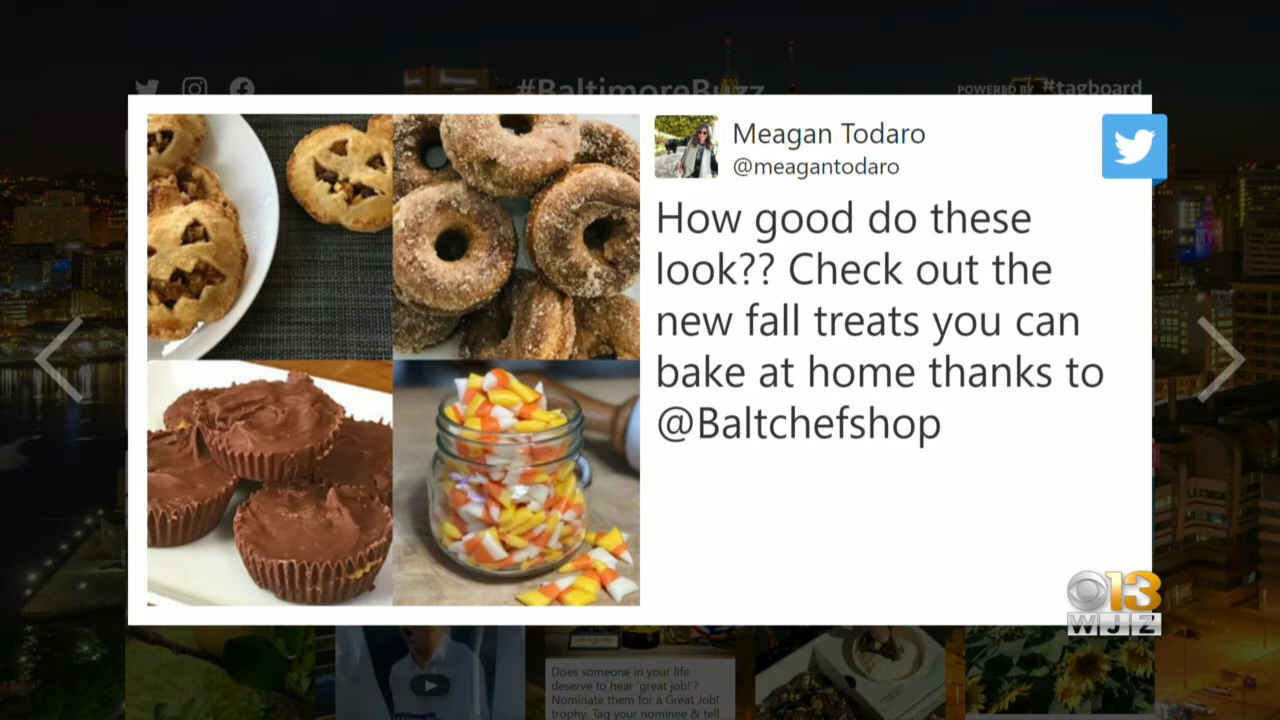 #BaltimoreBuzz
POWERED BY #tagboard
Meagan Todaro
@meagantodaro
How good do these
look?? Check out the
new fall treats you can
bake at home thanks to
@Baltchefshop
13
WJZ
Does someone in your life
deserve to hear 'great job!'?
Nominate them for a Great Job!
trophy. Tag your nominee & tell